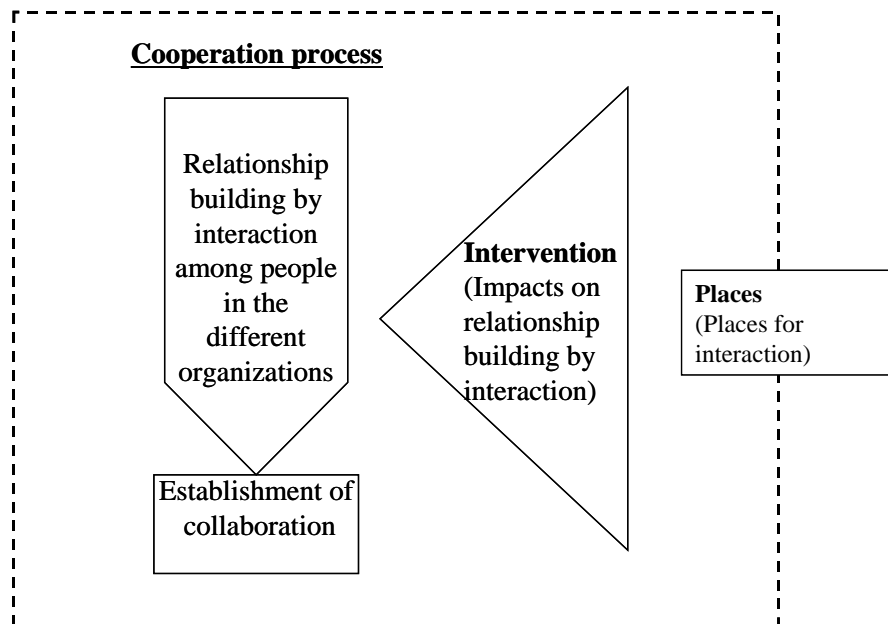 Cooperation process
Relationship
building by
interaction
among people
in the
different
organizations
Establishment of
collaboration
Intervention
(Impacts on
relationship
building by
interaction)
Places
(Places for
interaction)